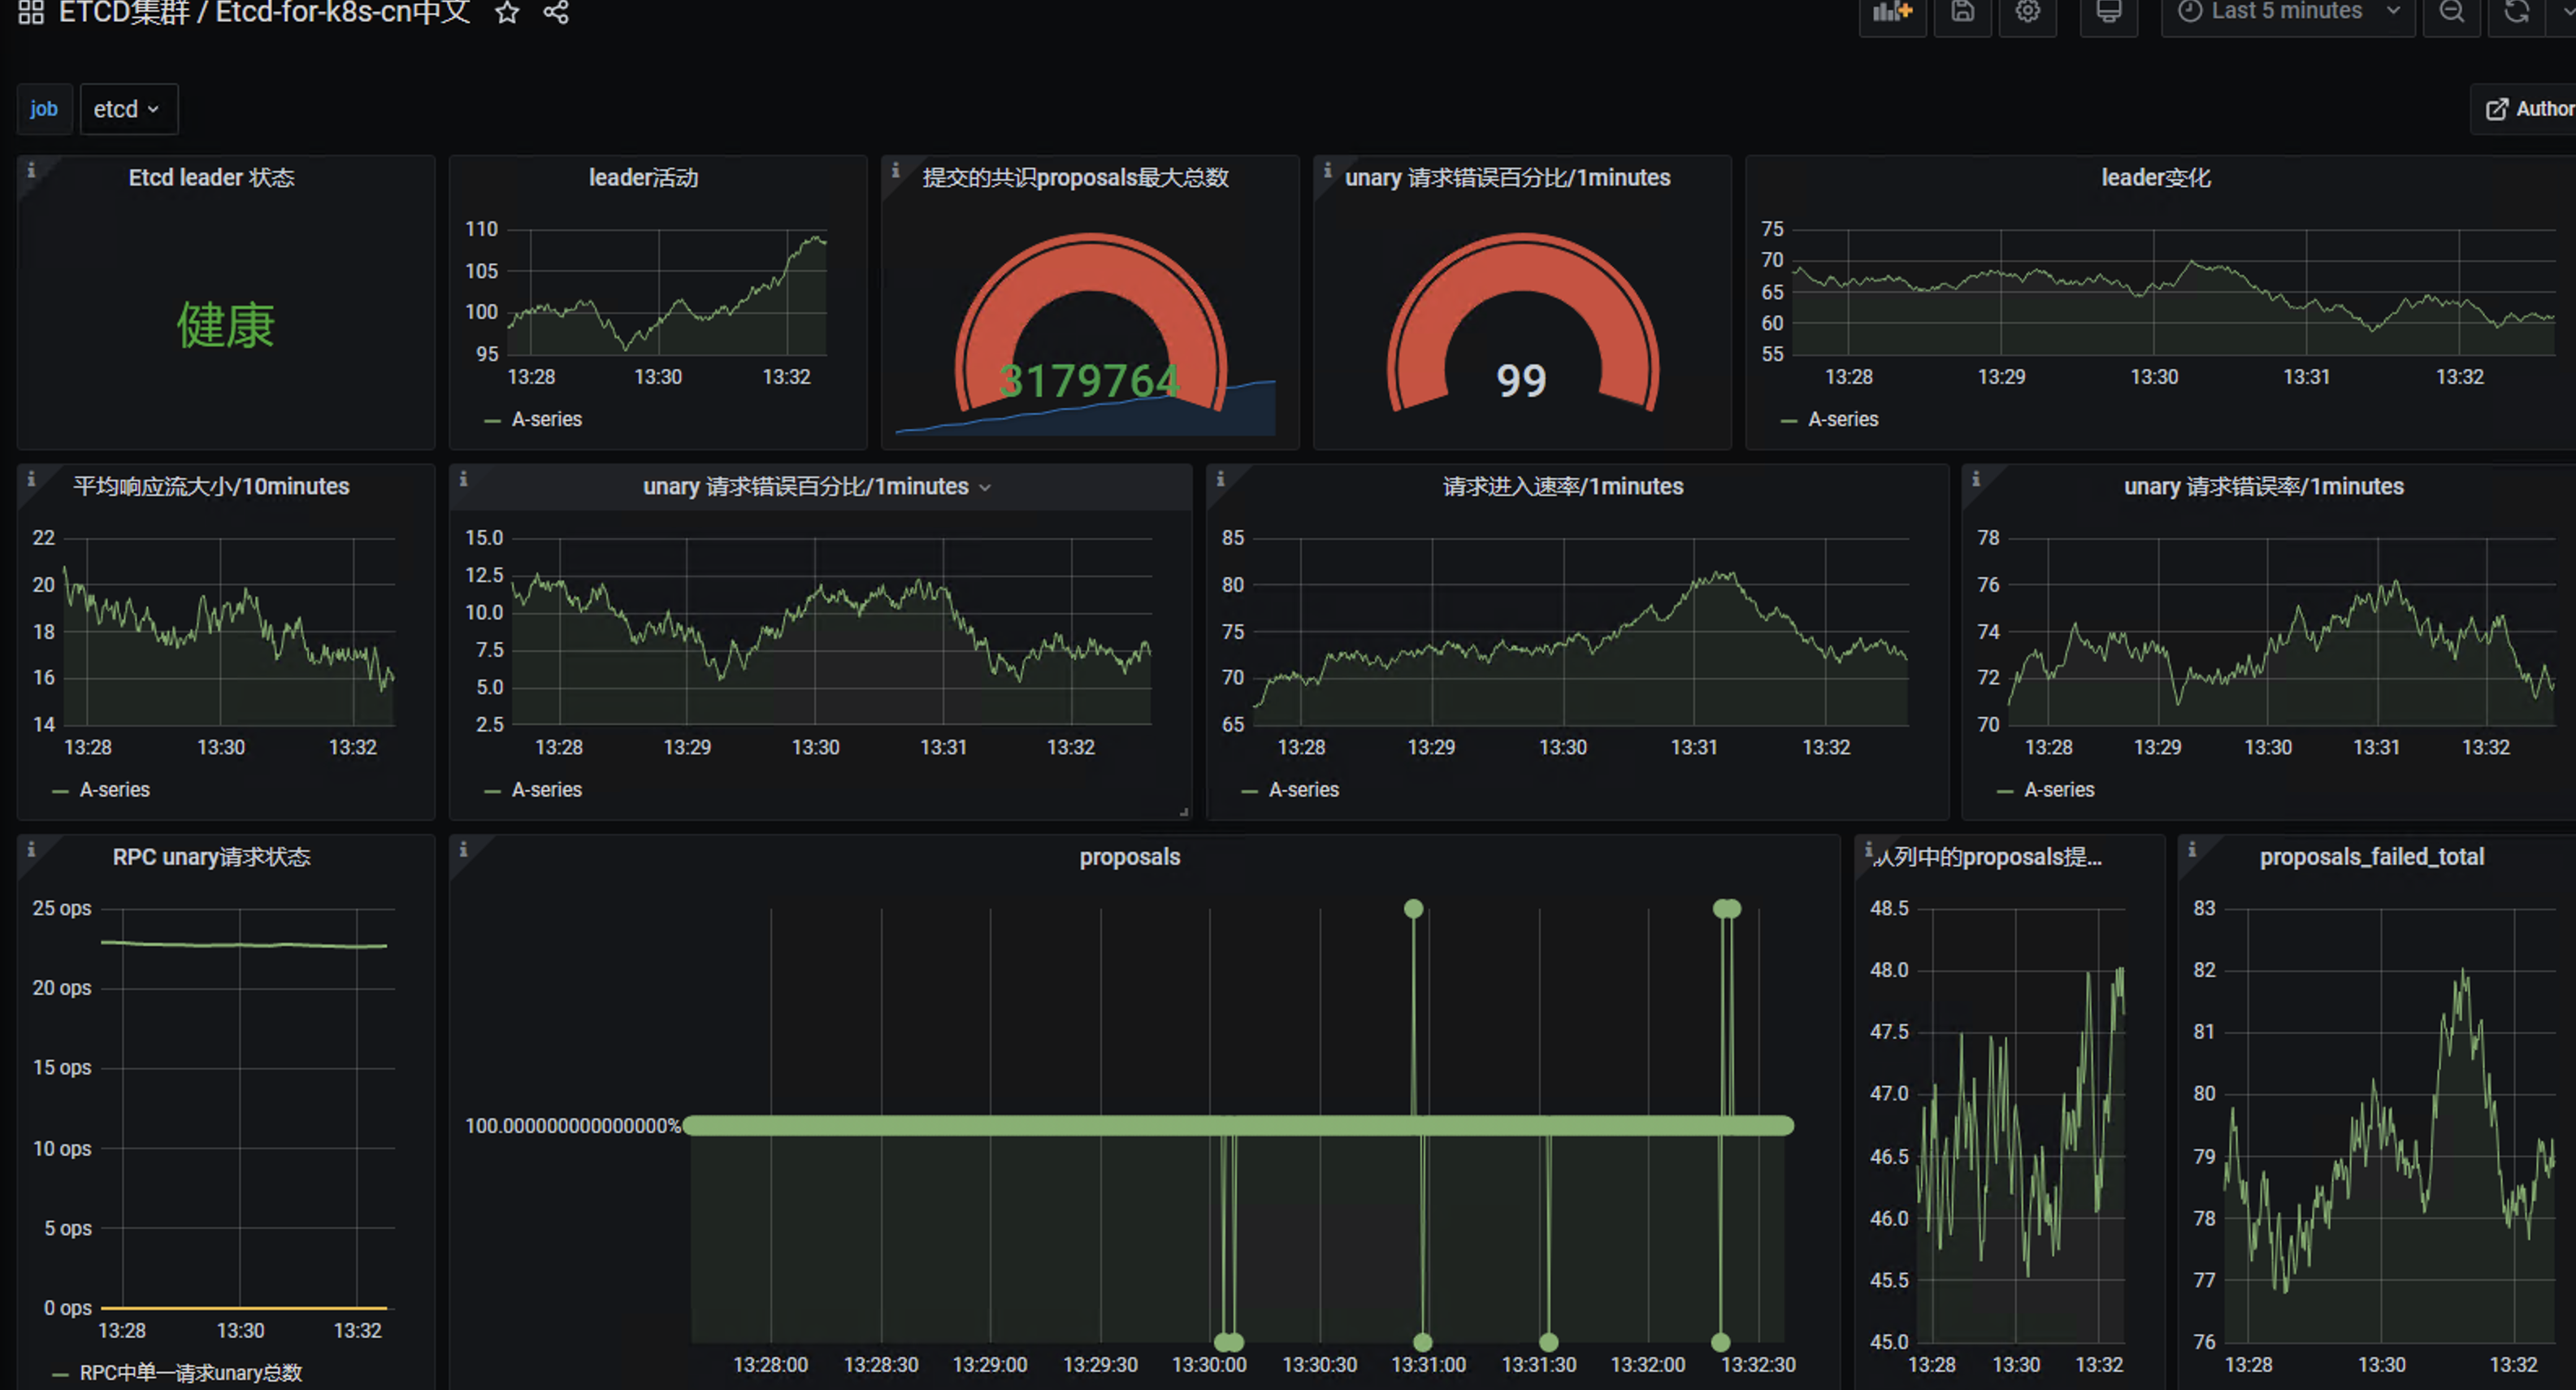 ETCD集群 / Etcd-for-k8s-cn中文
Last 5 minutes
job
etcd
Author
Etcd leader 状态
健康
leader活动
110
105
100
95
13:28 13:30 13:32
A-series
提交的共识proposals最大总数
3179764
unary 请求错误百分比/1minutes
99
leader变化
75
70
65
60
55
13:28 13:29 13:30 13:31 13:32
A-series
平均响应流大小/10minutes
22
20
18
16
14
13:28 13:30 13:32
A-series
unary 请求错误百分比/1minutes
15.0
12.5
10.0
7.5
5.0
2.5
13:28 13:29 13:30 13:31 13:32
A-series
请求进入速率/1minutes
85
80
75
70
65
13:28 13:29 13:30 13:31 13:32
A-series
unary 请求错误率/1minutes
78
76
74
72
70
13:28 13:29 13:30 13:31 13:32
A-series
RPC unary请求状态
25 ops
20 ops
15 ops
10 ops
5 ops
0 ops
13:28 13:30 13:32
RPC中单一请求unary总数
proposals
100.000000000000000%
13:28:00 13:28:30 13:29:00 13:29:30 13:30:00 13:30:30 13:31:00 13:31:30 13:32:00 13:32:30
队列中的proposals提...
48.5
48.0
47.5
47.0
46.5
46.0
45.5
45.0
13:28 13:30 13:32
proposals_failed_total
83
82
81
80
79
78
77
76
13:28 13:30 13:32